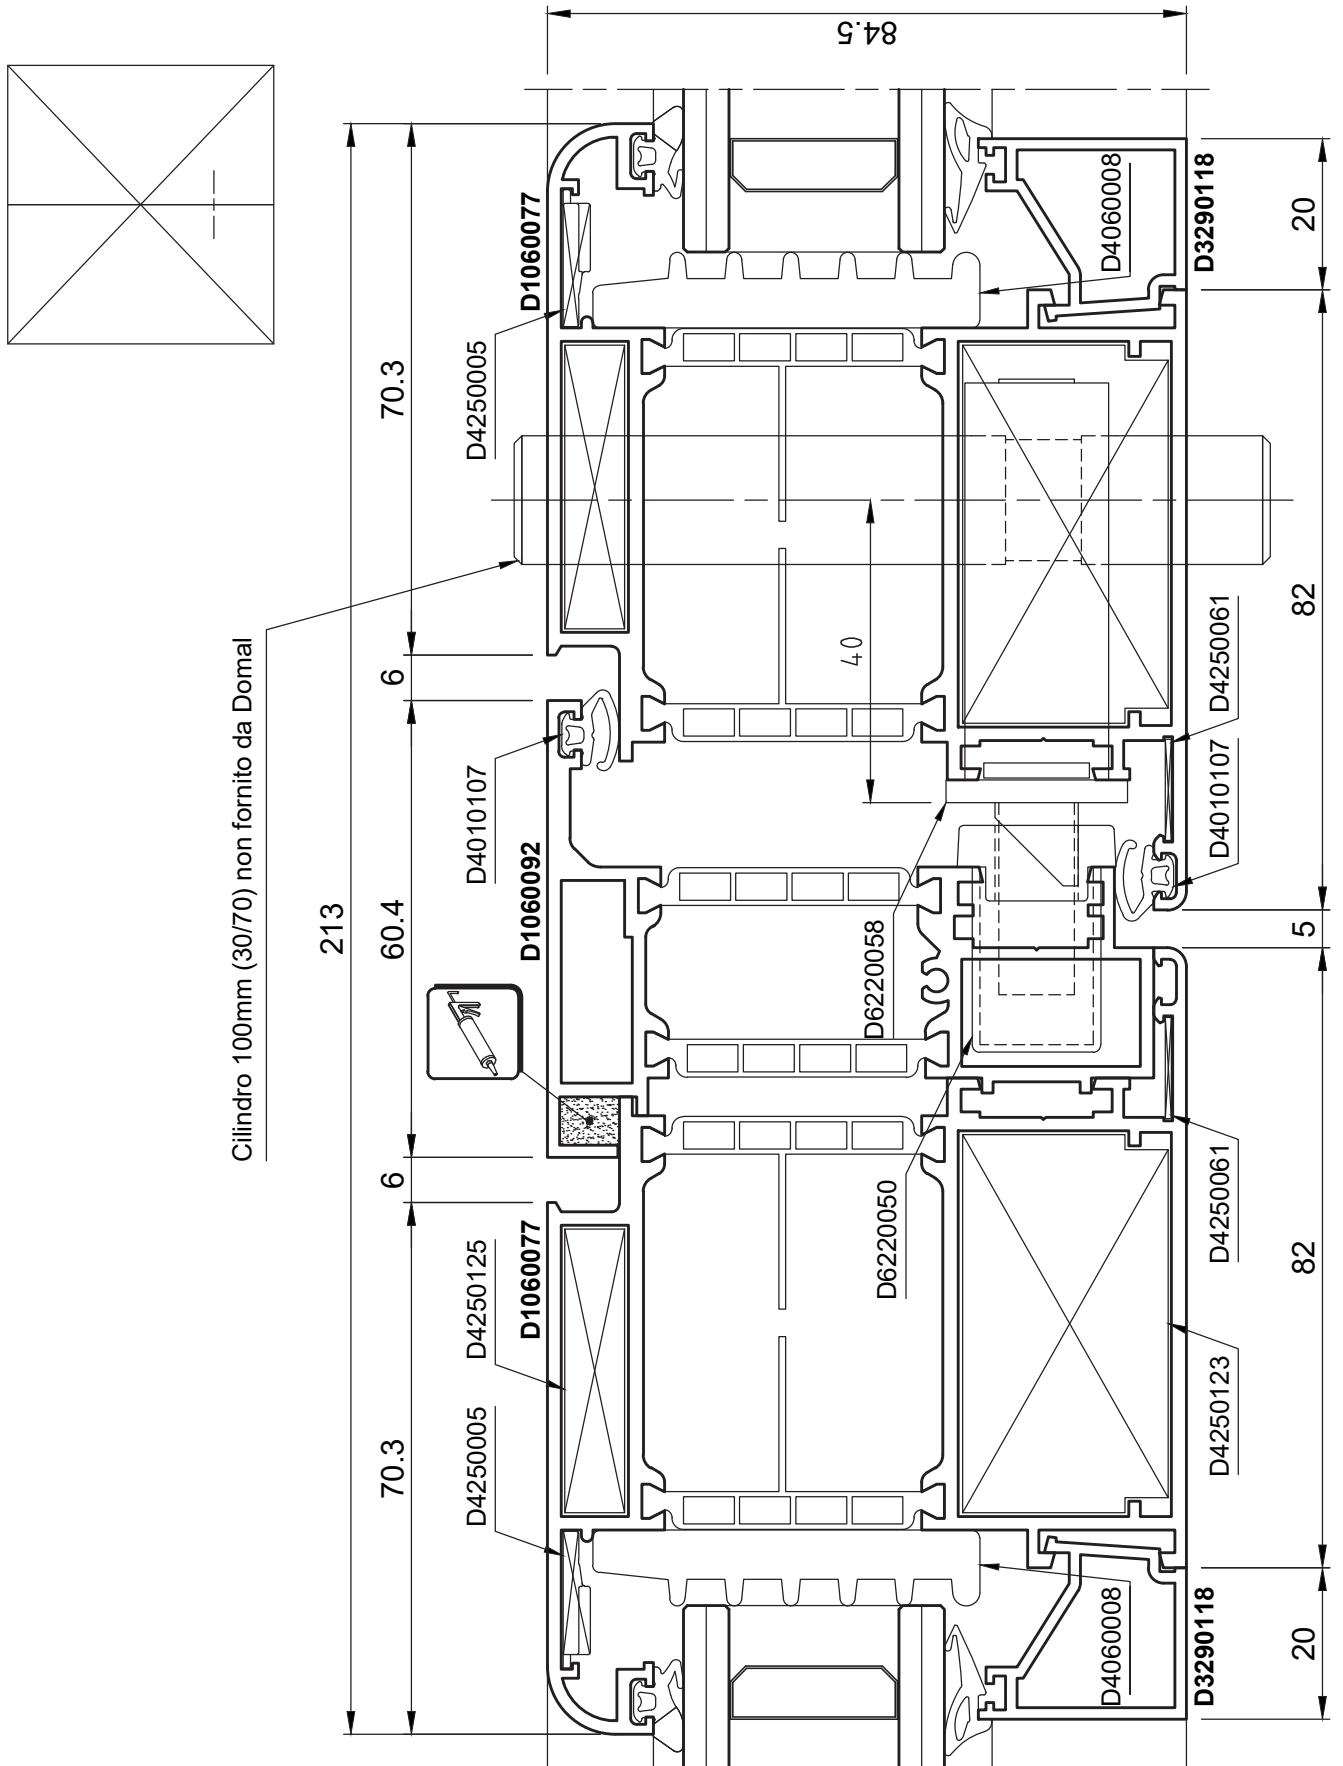 84.5
Cilindro 100mm (30/70) non fornito da Domal
213
70.3
6
60.4
6
70.3
D4250005
D4250125
D1060077
D1060092
D4010107
D4250005
D1060077
40
D6220050
D6220058
D4060008
D3290118
D4250123
D4250061
D4010107
D4250061
D4060008
D3290118
20
82
5
82
20